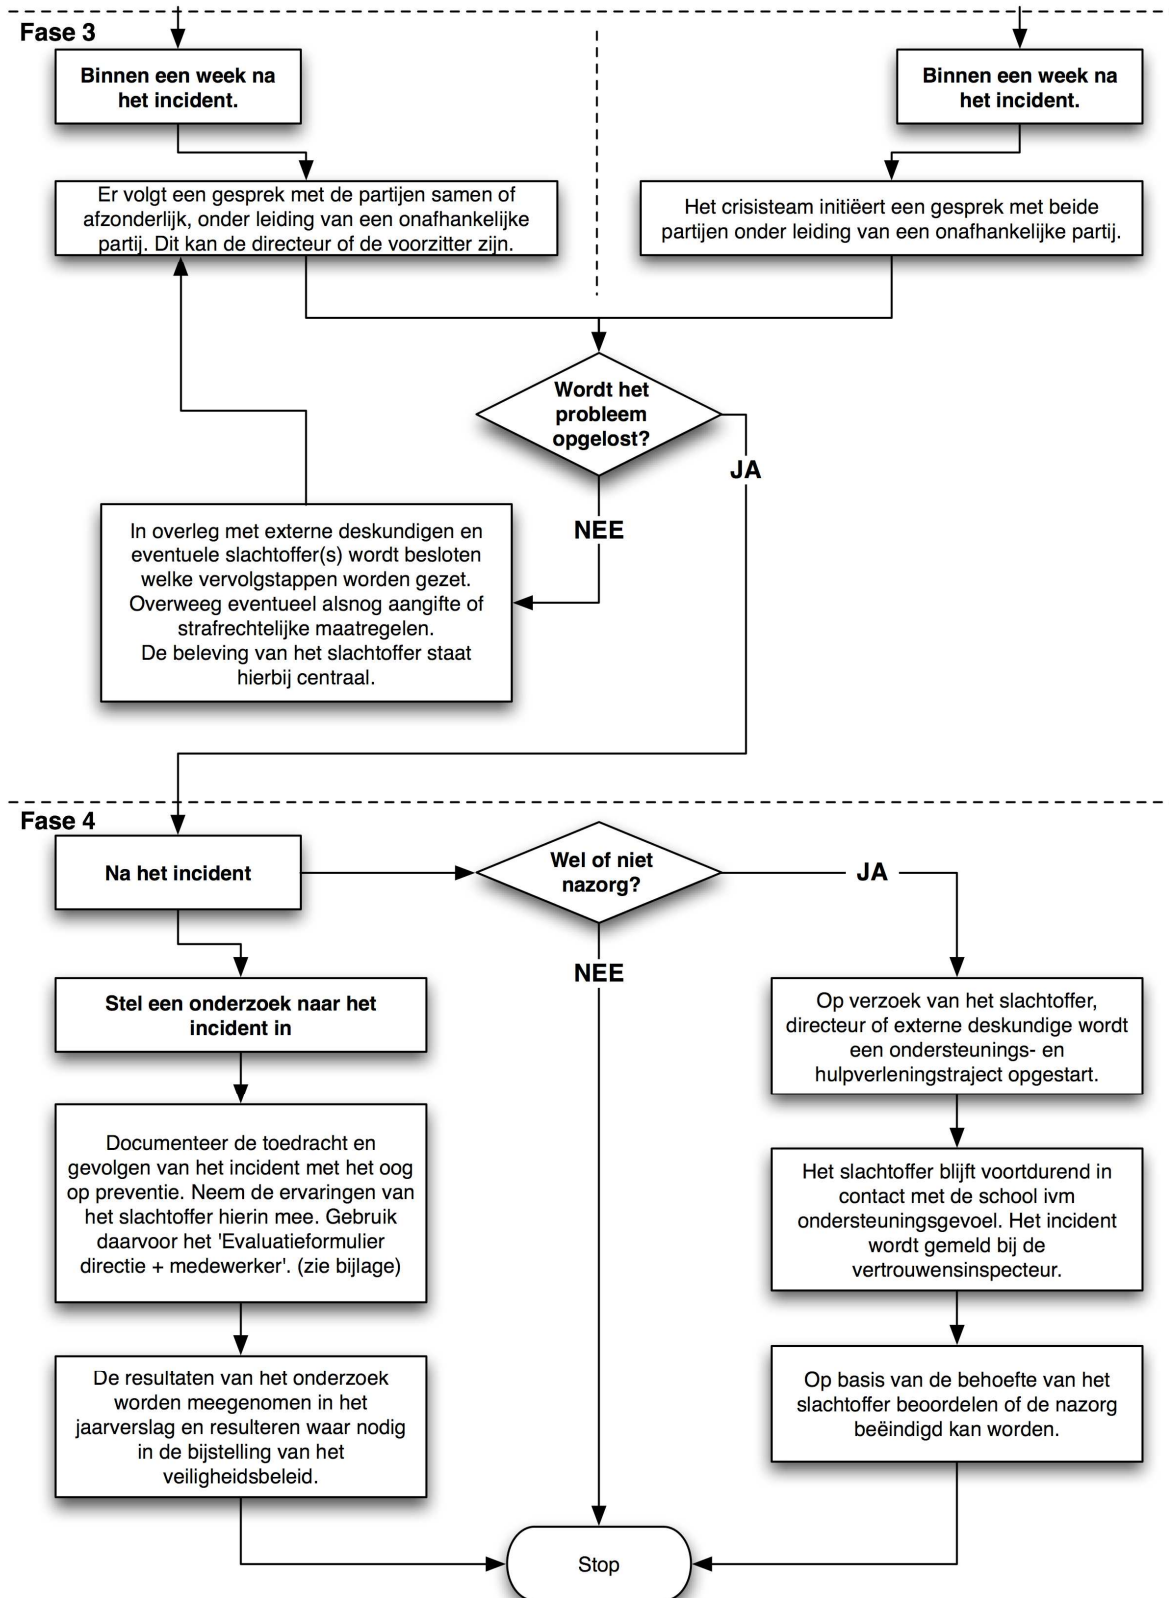 Fase 3
Binnen een week na
het incident.
Binnen een week na
het incident.
Er volgt een gesprek met de partijen samen of
afzonderlijk, onder leiding van een onafhankelijke
partij. Dit kan de directeur of de voorzitter zijn.
Het crisisteam initiëert een gesprek met beide
partijen onder leiding van een onafhankelijke partij.
Wordt het
probleem
opgelost?
JA
NEE
In overleg met externe deskundigen en
eventuele slachtoffer(s) wordt besloten
welke vervolgstappen worden gezet.
Overweeg eventueel alsnog aangifte of
strafrechtelijke maatregelen.
De beleving van het slachtoffer staat
hierbij centraal.
Fase 4
Na het incident
Wel of niet
nazorg?
JA
NEE
Stel een onderzoek naar het
incident in
Op verzoek van het slachtoffer,
directeur of externe deskundige wordt
een ondersteunings- en
hulpverleningstraject opgestart.
Documenteer de toedracht en
gevolgen van het incident met het oog
op preventie. Neem de ervaringen van
het slachtoffer hierin mee. Gebruik
daarvoor het 'Evaluatieformulier
directie + medewerker'. (zie bijlage)
Het slachtoffer blijft voortdurend in
contact met de school ivm
ondersteuningsgevoel. Het incident
wordt gemeld bij de
vertrouwensinspecteur.
De resultaten van het onderzoek
worden meegenomen in het
jaarverslag en resulteren waar nodig
in de bijstelling van het
veiligheidsbeleid.
Op basis van de behoefte van het
slachtoffer beoordelen of de nazorg
beëindigd kan worden.
Stop